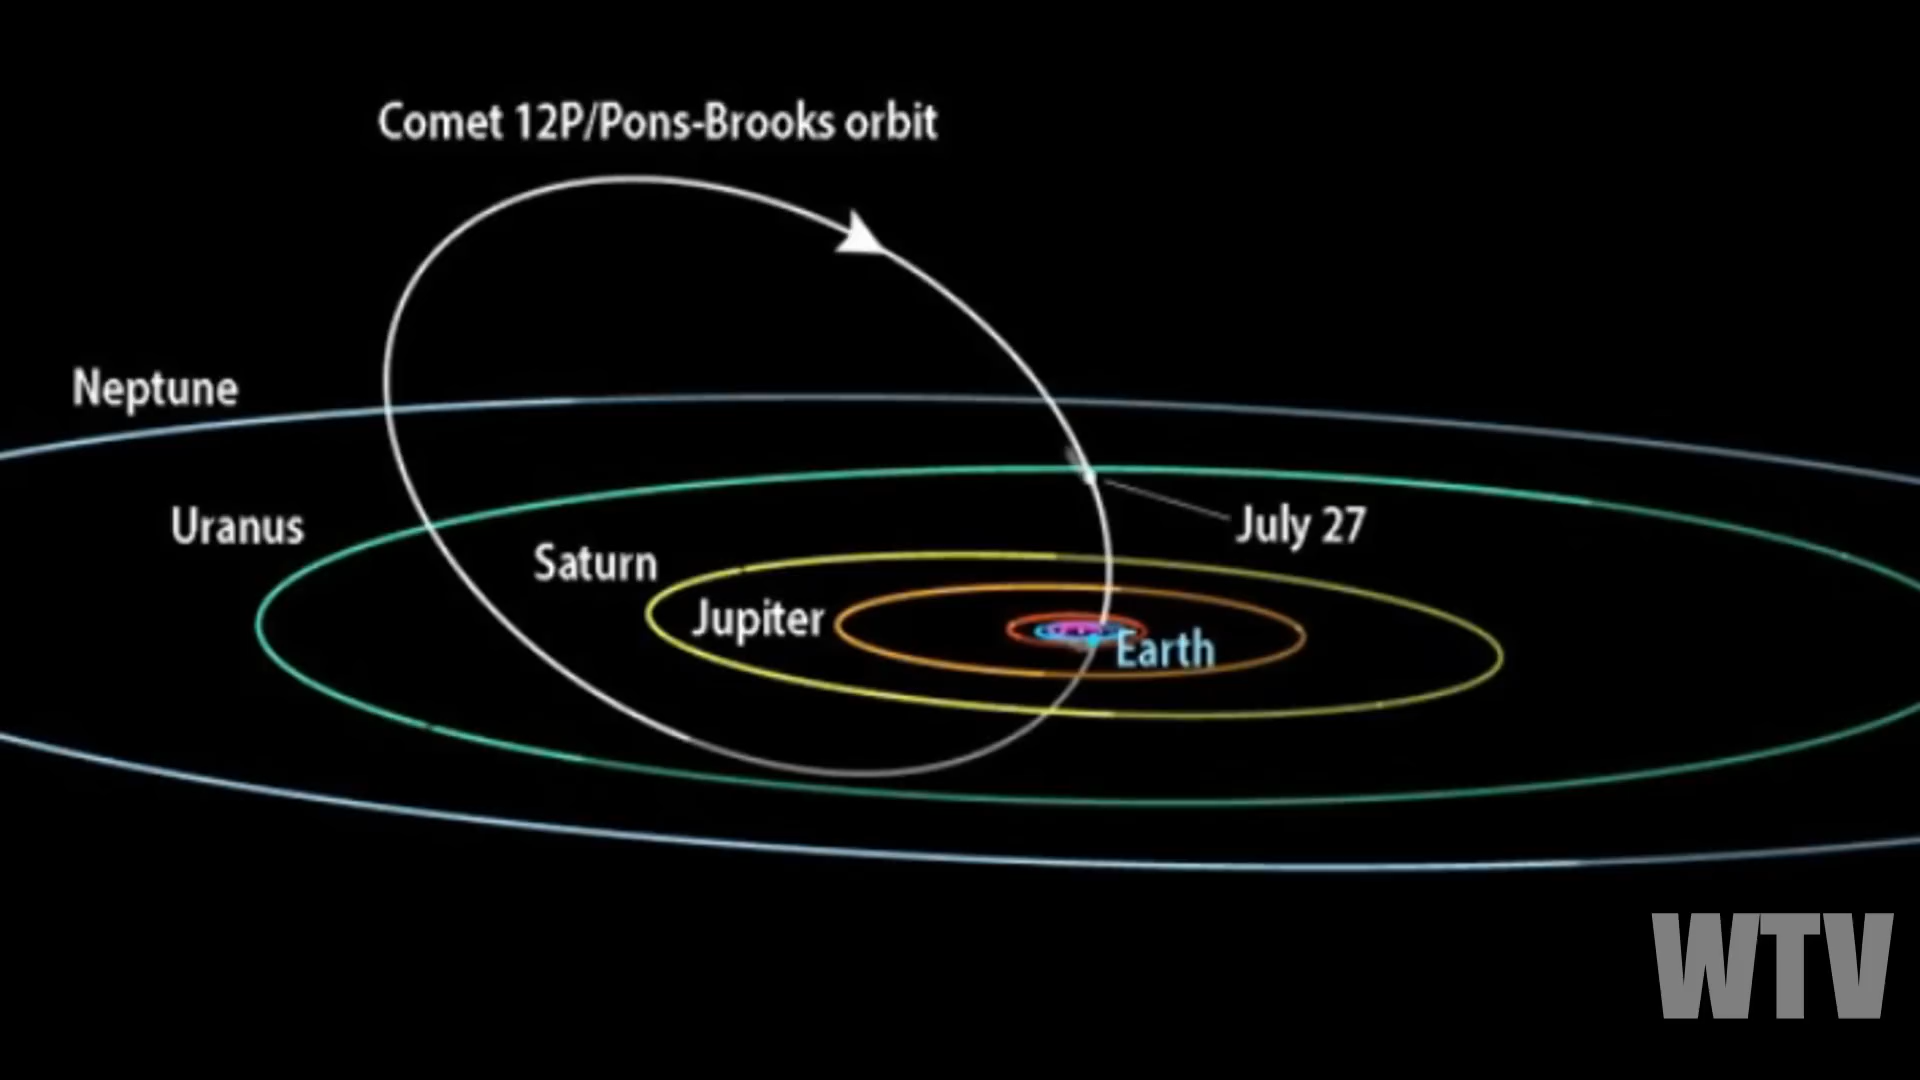 Comet 12P/Pons-Brooks orbit
Neptune
Uranus
Saturn
July 27
Jupiter
Earth
WTV